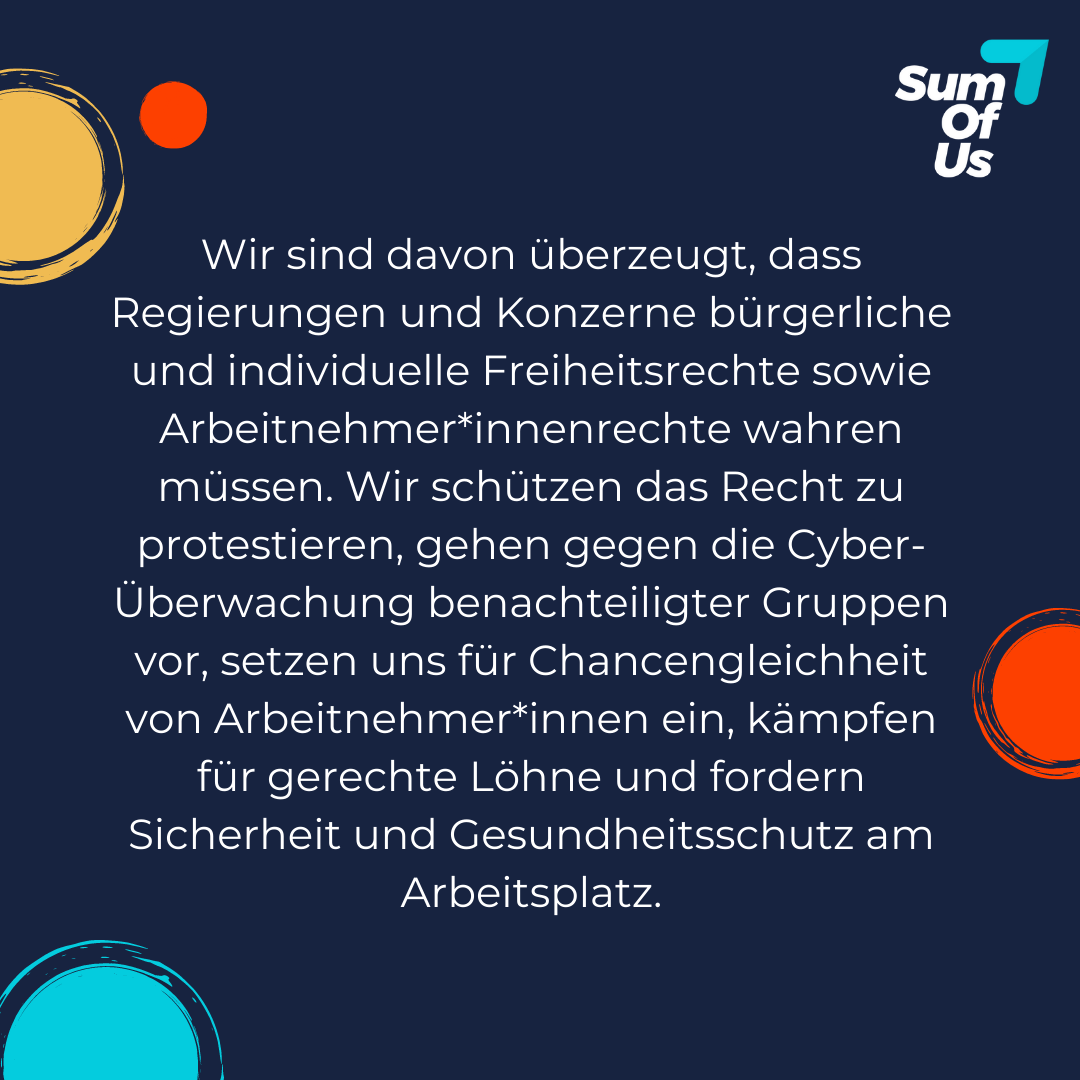 Sum
Of
Us
Wir sind davon überzeugt, dass
Regierungen und Konzerne bürgerliche
und individuelle Freiheitsrechte sowie
Arbeitnehmer*innenrechte wahren
müssen. Wir schützen das Recht zu
protestieren, gehen gegen die Cyber-
Überwachung benachteiligter Gruppen
vor, setzen uns für Chancengleichheit
von Arbeitnehmer*innen ein, kämpfen
für gerechte Löhne und fordern
Sicherheit und Gesundheitsschutz am
Arbeitsplatz.